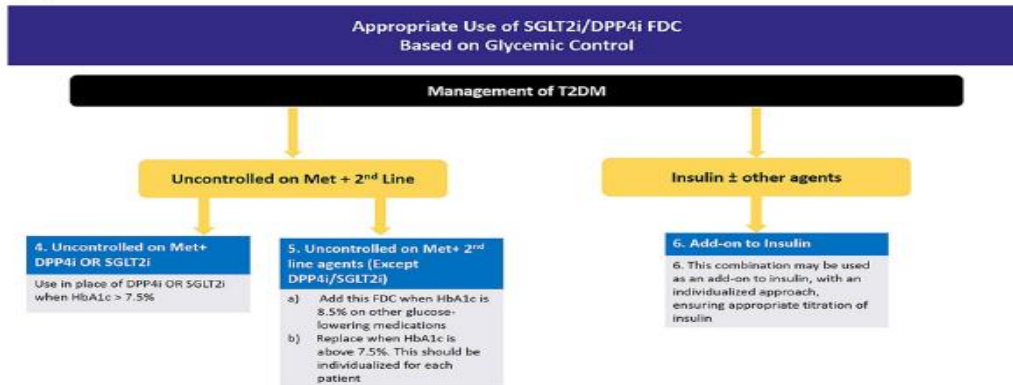 Appropriate Use of SGLT2i/DPP4i FDC
Based on Glycemic Control
Management of T2DM
Uncontrolled on Met + 2nd Line
Insulin ± other agents
4. Uncontrolled on Met+
DPP4i OR SGLT2i
Use in place of DPP4i OR SGLT2i
when HbA1c > 7.5%
5. Uncontrolled on Met+ 2nd
line agents (Except
DPP4i/SGLT2i)
a) Add this FDC when HbA1c is
8.5% on other glucose-
lowering medications
b) Replace when HbA1c is
above 7.5%. This should be
individualized for each
patient
6. Add-on to Insulin
6. This combination may be used
as an add-on to insulin, with an
individualized approach,
ensuring appropriate titration of
insulin